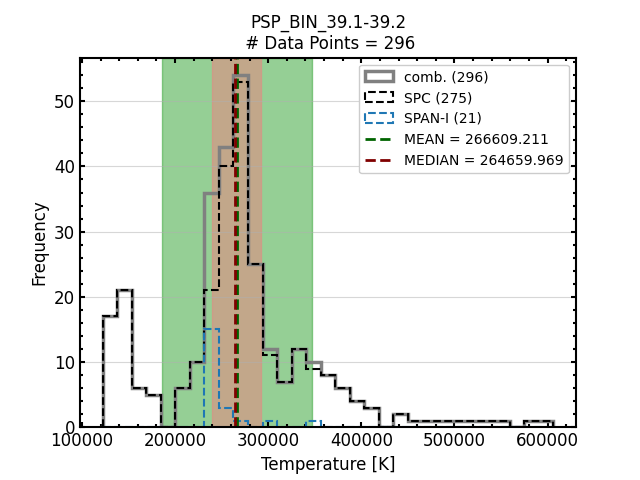 PSP_BIN_39.1-39.2
# Data Points = 296
comb. (296)
SPC (275)
SPAN-I (21)
MEAN = 266609.211
MEDIAN = 264659.969
Frequency
50
40
30
20
10
0
100000 200000 300000 400000 500000 600000
Temperature [K]